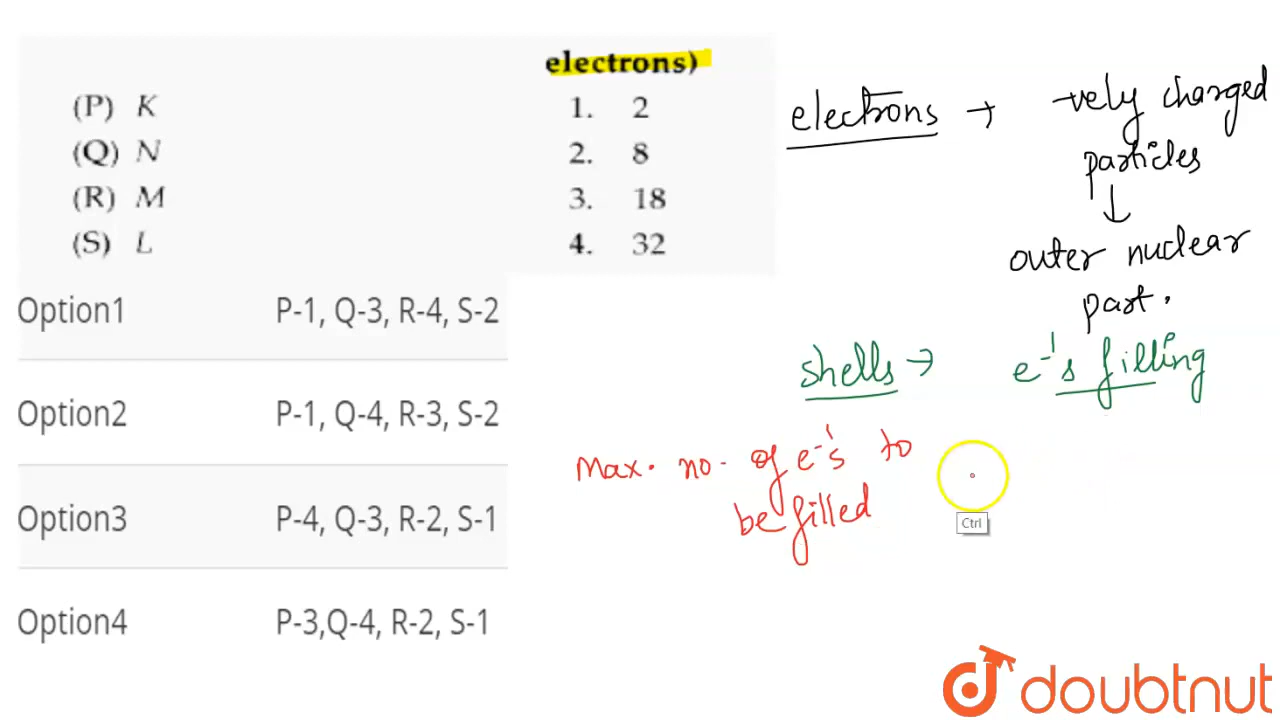 electrons)
(P) K 1. 2
(Q) N 2. 8
(R) M 3. 18
(S) L 4. 32
Option1 P-1, Q-3, R-4, S-2
Option2 P-1, Q-4, R-3, S-2
Option3 P-4, Q-3, R-2, S-1
Option4 P-3,Q-4, R-2, S-1
electrons → -vely charged
particles
↓
outer nuclear
part.
shells → e⁻'s filling
Max. no. of e⁻'s to
be filled
Ctrl
doubtnut